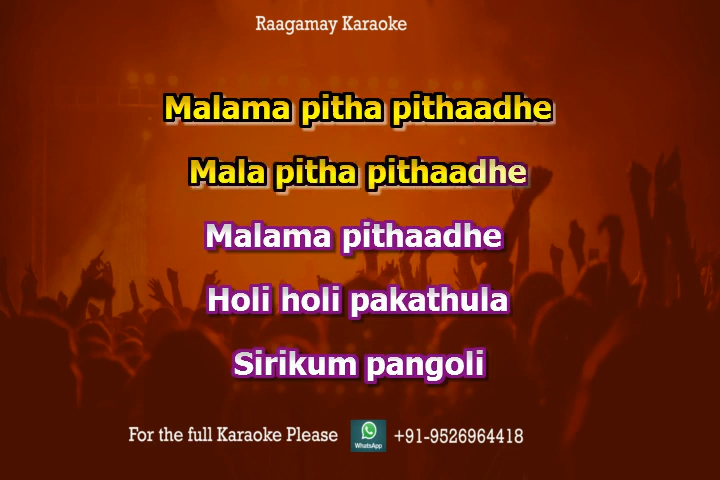 Raagamay Karaoke
Malama pitha pithaadhe
Mala pitha pithaadhe
Malama pithaadhe
Holi holi pakathula
Sirikum pangoli
For the full Karaoke Please WhatsApp +91-9526964418